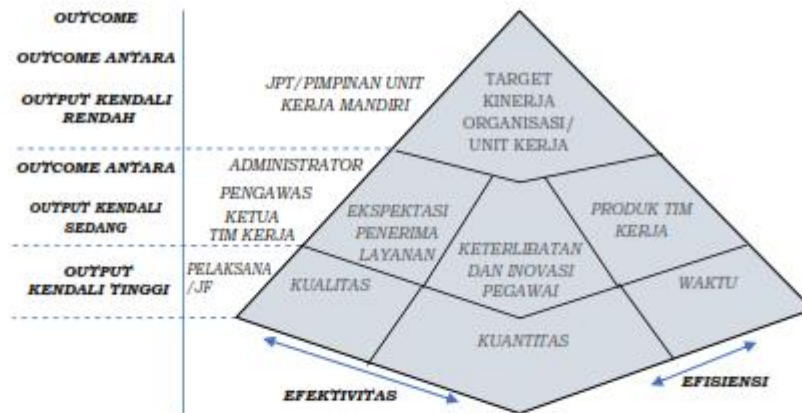 OUTCOME
OUTCOME ANTARA
OUTPUT KENDALI
RENDAH
JPT/PIMPINAN UNIT
KERJA MANDIRI
TARGET
KINERJA
ORGANISASI/
UNIT KERJA
OUTCOME ANTARA
OUTPUT KENDALI
SEDANG
ADMINISTRATOR
PENGAWAS
KETUA
TIM KERJA
EKSPEKTASI
PENERIMA
LAYANAN
KETERLIBATAN
DAN INOVASI
PEGAWAI
PRODUK TIM
KERJA
OUTPUT
KENDALI TINGGI
PELAKSANA
/JF
KUALITAS
KUANTITAS
WAKTU
EFEKTIVITAS
EFISIENSI